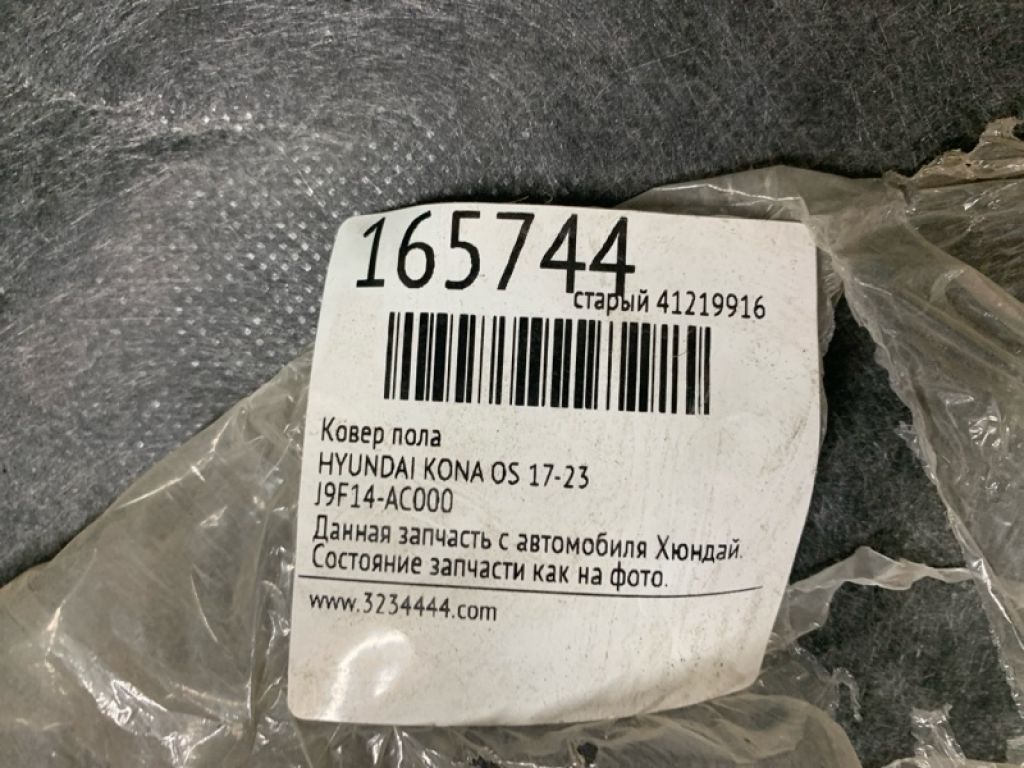 165744
старый 41219916
Ковер пола
HYUNDAI KONA OS 17-23
J9F14-AC000
Данная запчасть с автомобиля Хюндай.
Состояние запчасти как на фото.
www.3234444.com